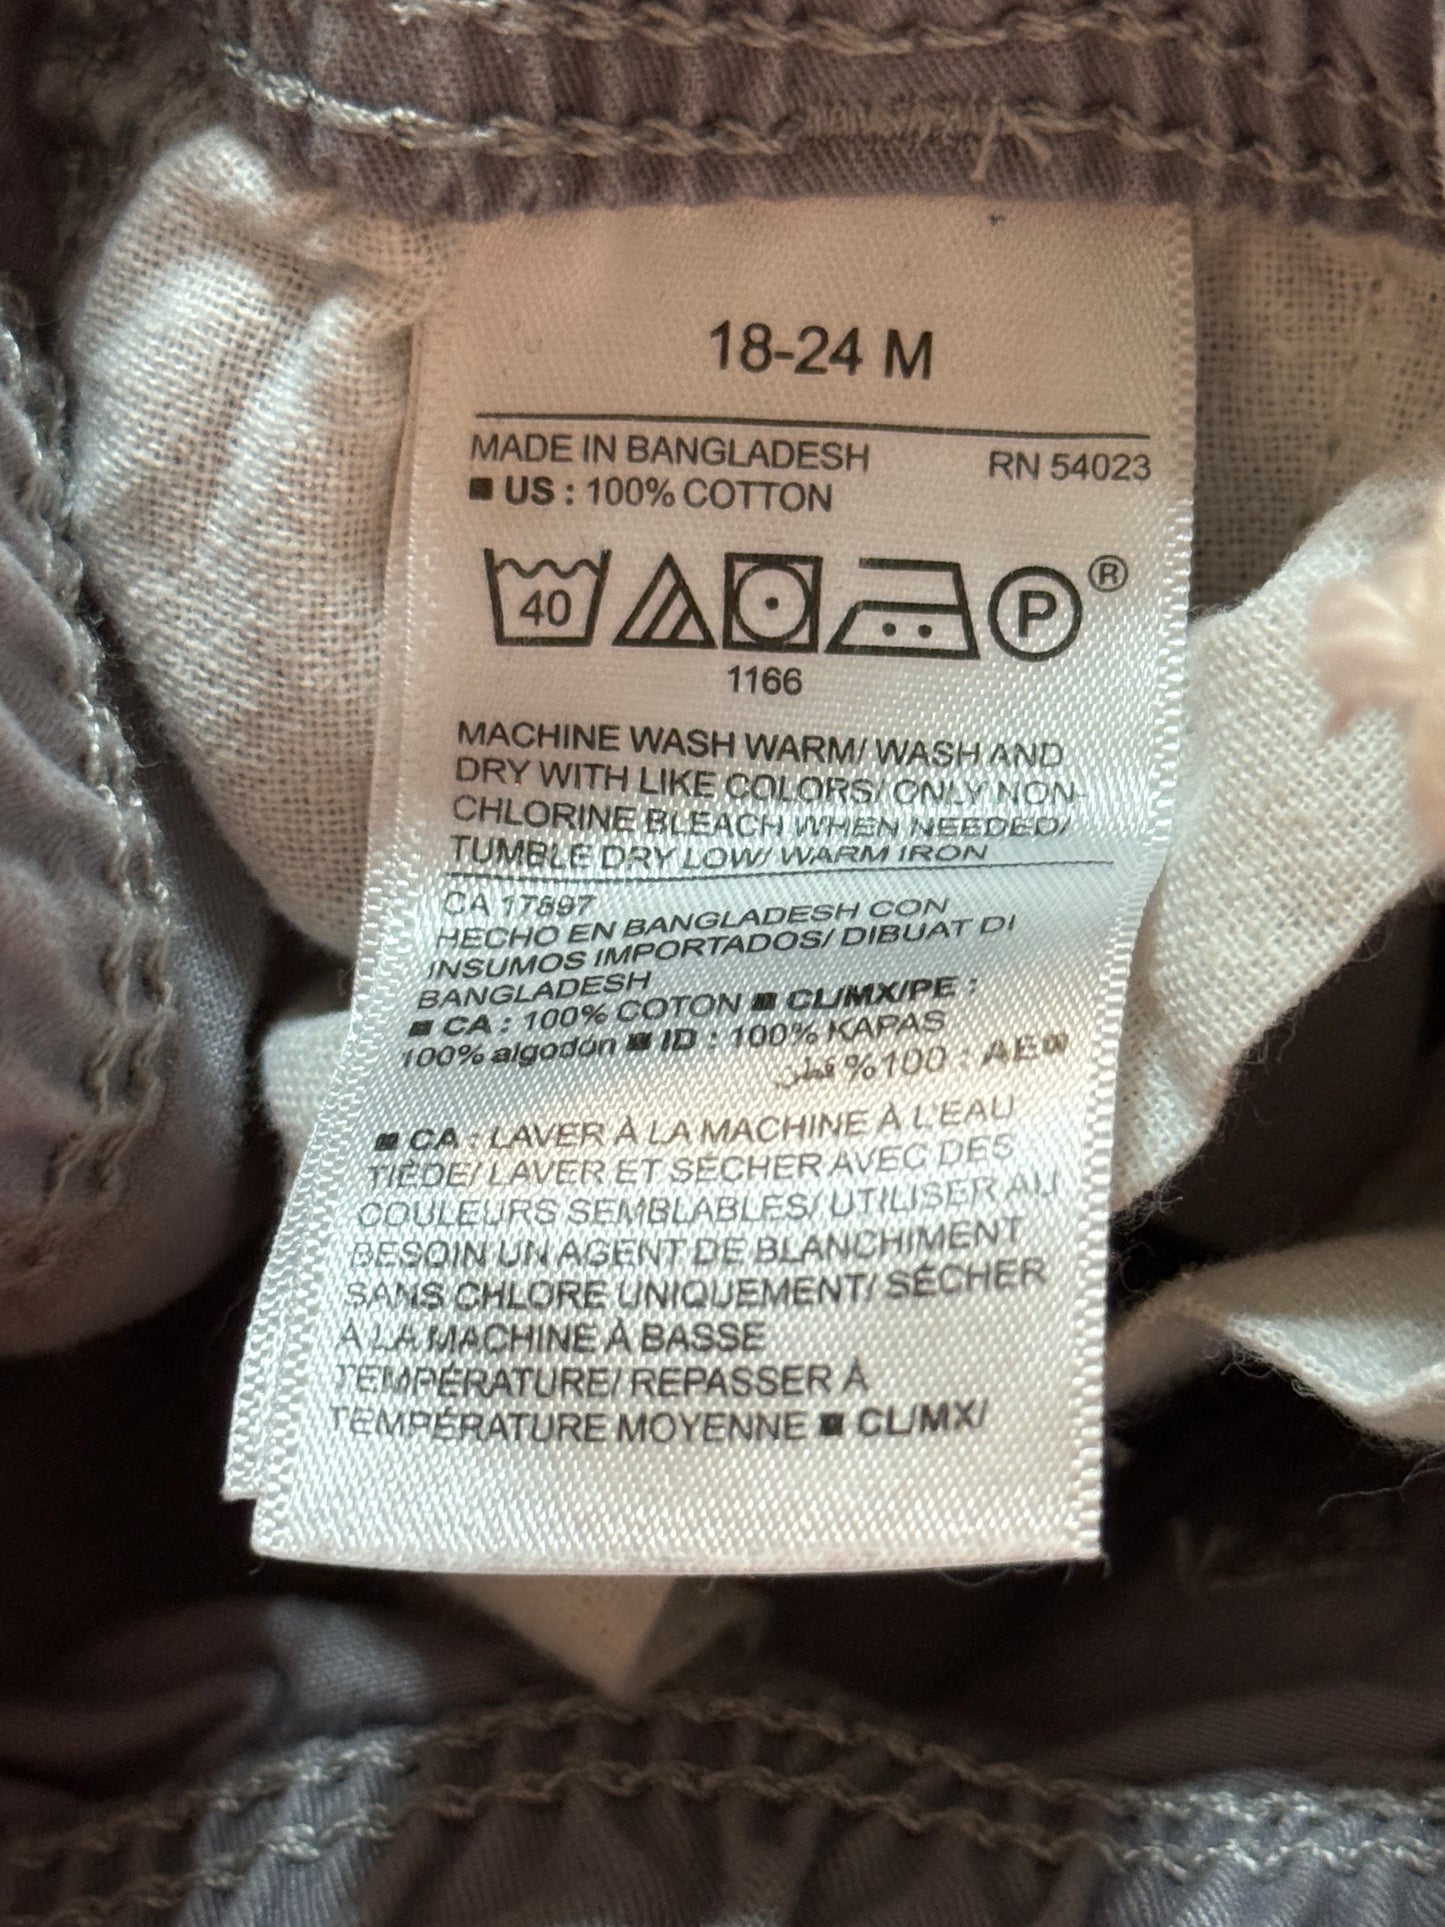 18-24 M
MADE IN BANGLADESH RN 54023
■ US : 100% COTTON
40 P ®
1166
MACHINE WASH WARM/ WASH AND
DRY WITH LIKE COLORS/ ONLY NON-
CHLORINE BLEACH WHEN NEEDED/
TUMBLE DRY LOW/ WARM IRON
CA 17897
HECHO EN BANGLADESH CON
INSUMOS IMPORTADOS/ DIBUAT DI
BANGLADESH
■ CA : 100% COTON ■ CL/MX/PE :
100% algodón ■ ID : 100% KAPAS
■ AE : 100% قطن
■ CA : LAVER À LA MACHINE À L'EAU
TIÈDE/ LAVER ET SÉCHER AVEC DES
COULEURS SEMBLABLES/ UTILISER AU
BESOIN UN AGENT DE BLANCHIMENT
SANS CHLORE UNIQUEMENT/ SÉCHER
À LA MACHINE À BASSE
TEMPÉRATURE/ REPASSER À
TEMPÉRATURE MOYENNE ■ CL/MX/